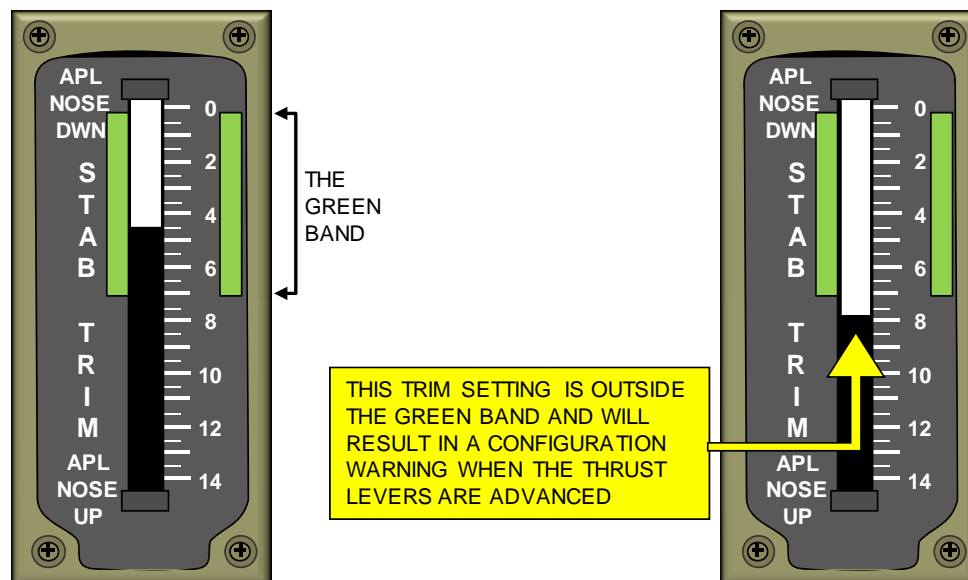 APL
NOSE
DWN
S
T
A
B
T
R
I
M
APL
NOSE
UP
0
2
4
6
8
10
12
14
THE
GREEN
BAND
THIS TRIM SETTING IS OUTSIDE
THE GREEN BAND AND WILL
RESULT IN A CONFIGURATION
WARNING WHEN THE THRUST
LEVERS ARE ADVANCED
APL
NOSE
DWN
S
T
A
B
T
R
I
M
APL
NOSE
UP
0
2
4
6
8
10
12
14